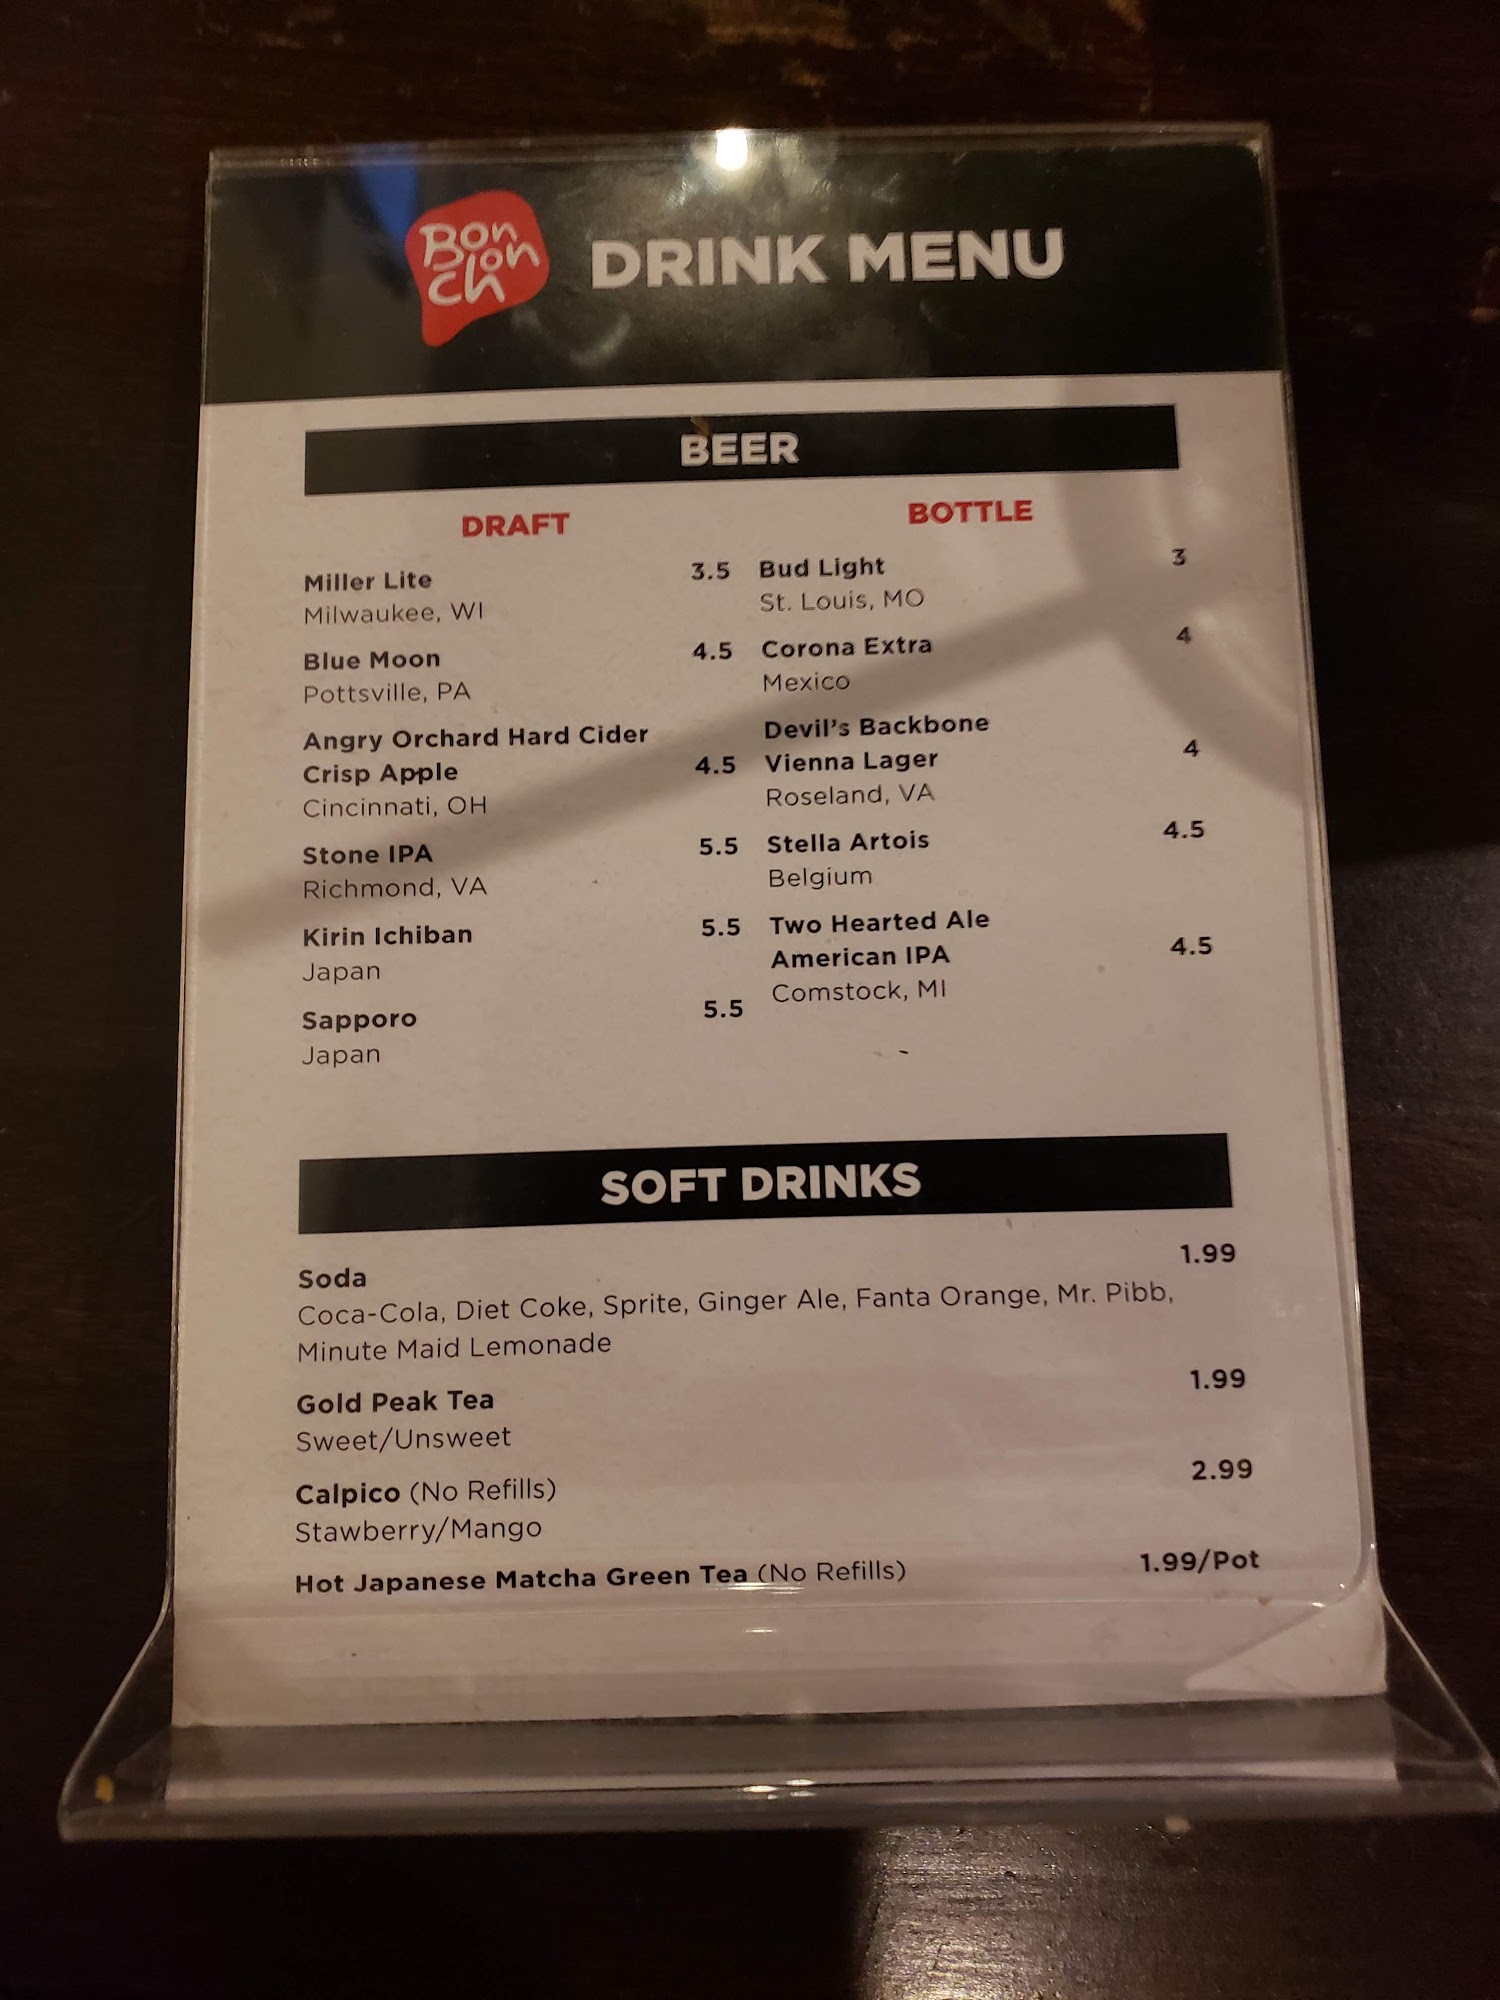 Bon
chon
DRINK MENU
BEER
DRAFT
Miller Lite 3.5
Milwaukee, WI
Blue Moon 4.5
Pottsville, PA
Angry Orchard Hard Cider
Crisp Apple 4.5
Cincinnati, OH
Stone IPA 5.5
Richmond, VA
Kirin Ichiban 5.5
Japan
Sapporo 5.5
Japan
BOTTLE
Bud Light 3
St. Louis, MO
Corona Extra 4
Mexico
Devil's Backbone
Vienna Lager 4
Roseland, VA
Stella Artois 4.5
Belgium
Two Hearted Ale
American IPA 4.5
Comstock, MI
SOFT DRINKS
Soda 1.99
Coca-Cola, Diet Coke, Sprite, Ginger Ale, Fanta Orange, Mr. Pibb,
Minute Maid Lemonade
Gold Peak Tea 1.99
Sweet/Unsweet
Calpico (No Refills) 2.99
Stawberry/Mango
Hot Japanese Matcha Green Tea (No Refills) 1.99/Pot